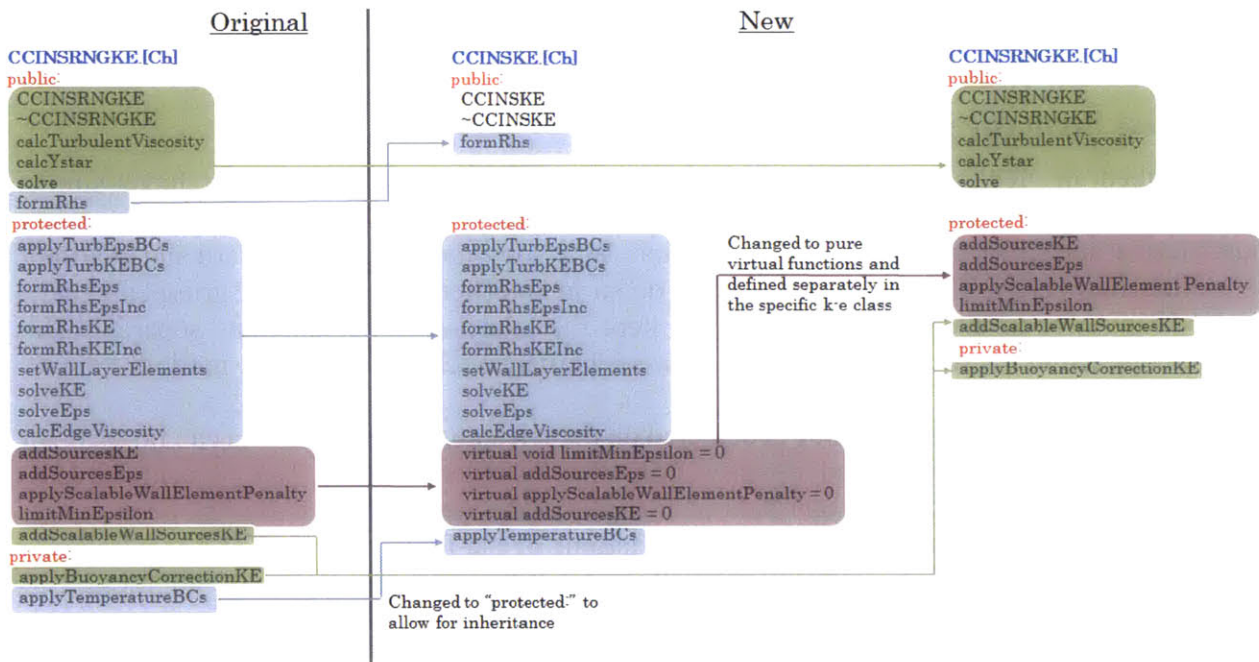 Original
New
CCINSRNGKE.[Ch]
public:
CCINSRNGKE
~CCINSRNGKE
calcTurbulentViscosity
calcYstar
solve
formRhs
protected:
applyTurbEpsBCs
applyTurbKEBCs
formRhsEps
formRhsEpsInc
formRhsKE
formRhsKEInc
setWallLayerElements
solveKE
solveEps
calcEdgeViscosity
addSourcesKE
addSourcesEps
applyScalableWallElementPenalty
limitMinEpsilon
addScalableWallSourcesKE
private:
applyBuoyancyCorrectionKE
applyTemperatureBCs
CCINSKE.[Ch]
public:
CCINSKE
~CCINSKE
formRhs
protected:
applyTurbEpsBCs
applyTurbKEBCs
formRhsEps
formRhsEpsInc
formRhsKE
formRhsKEInc
setWallLayerElements
solveKE
solveEps
calcEdgeViscosity
virtual void limitMinEpsilon = 0
virtual addSourcesEps = 0
virtual applyScalableWallElementPenalty = 0
virtual addSourcesKE = 0
applyTemperatureBCs
Changed to "protected:" to
allow for inheritance
Changed to pure
virtual functions and
defined separately in
the specific k-e class
CCINSRNGKE.[Ch]
public:
CCINSRNGKE
~CCINSRNGKE
calcTurbulentViscosity
calcYstar
solve
protected:
addSourcesKE
addSourcesEps
applyScalableWallElement Penalty
limitMinEpsilon
addScalableWallSourcesKE
private:
applyBuoyancyCorrectionKE